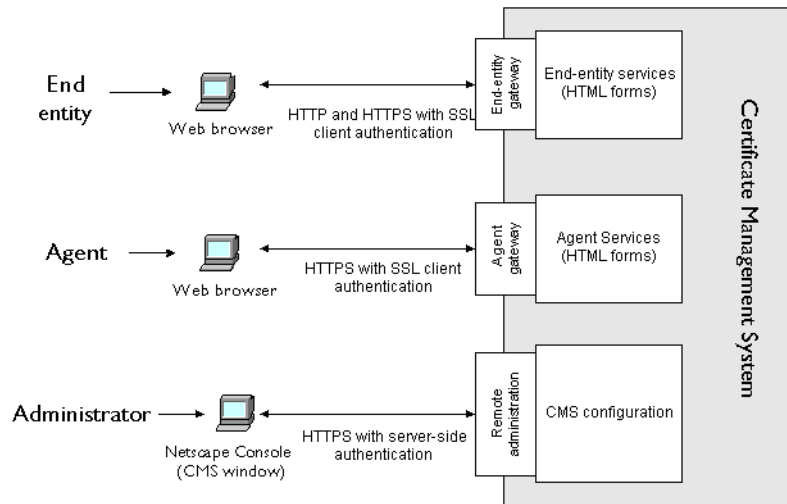 End
entity
Web browser
HTTP and HTTPS with SSL
client authentication
End-entity
gateway
End-entity services
(HTML forms)
Agent
Web browser
HTTPS with SSL client
authentication
Agent
gateway
Agent Services
(HTML forms)
Administrator
Netscape Console
(CMS window)
HTTPS with server-side
authentication
Remote
administration
CMS configuration
Certificate Management System